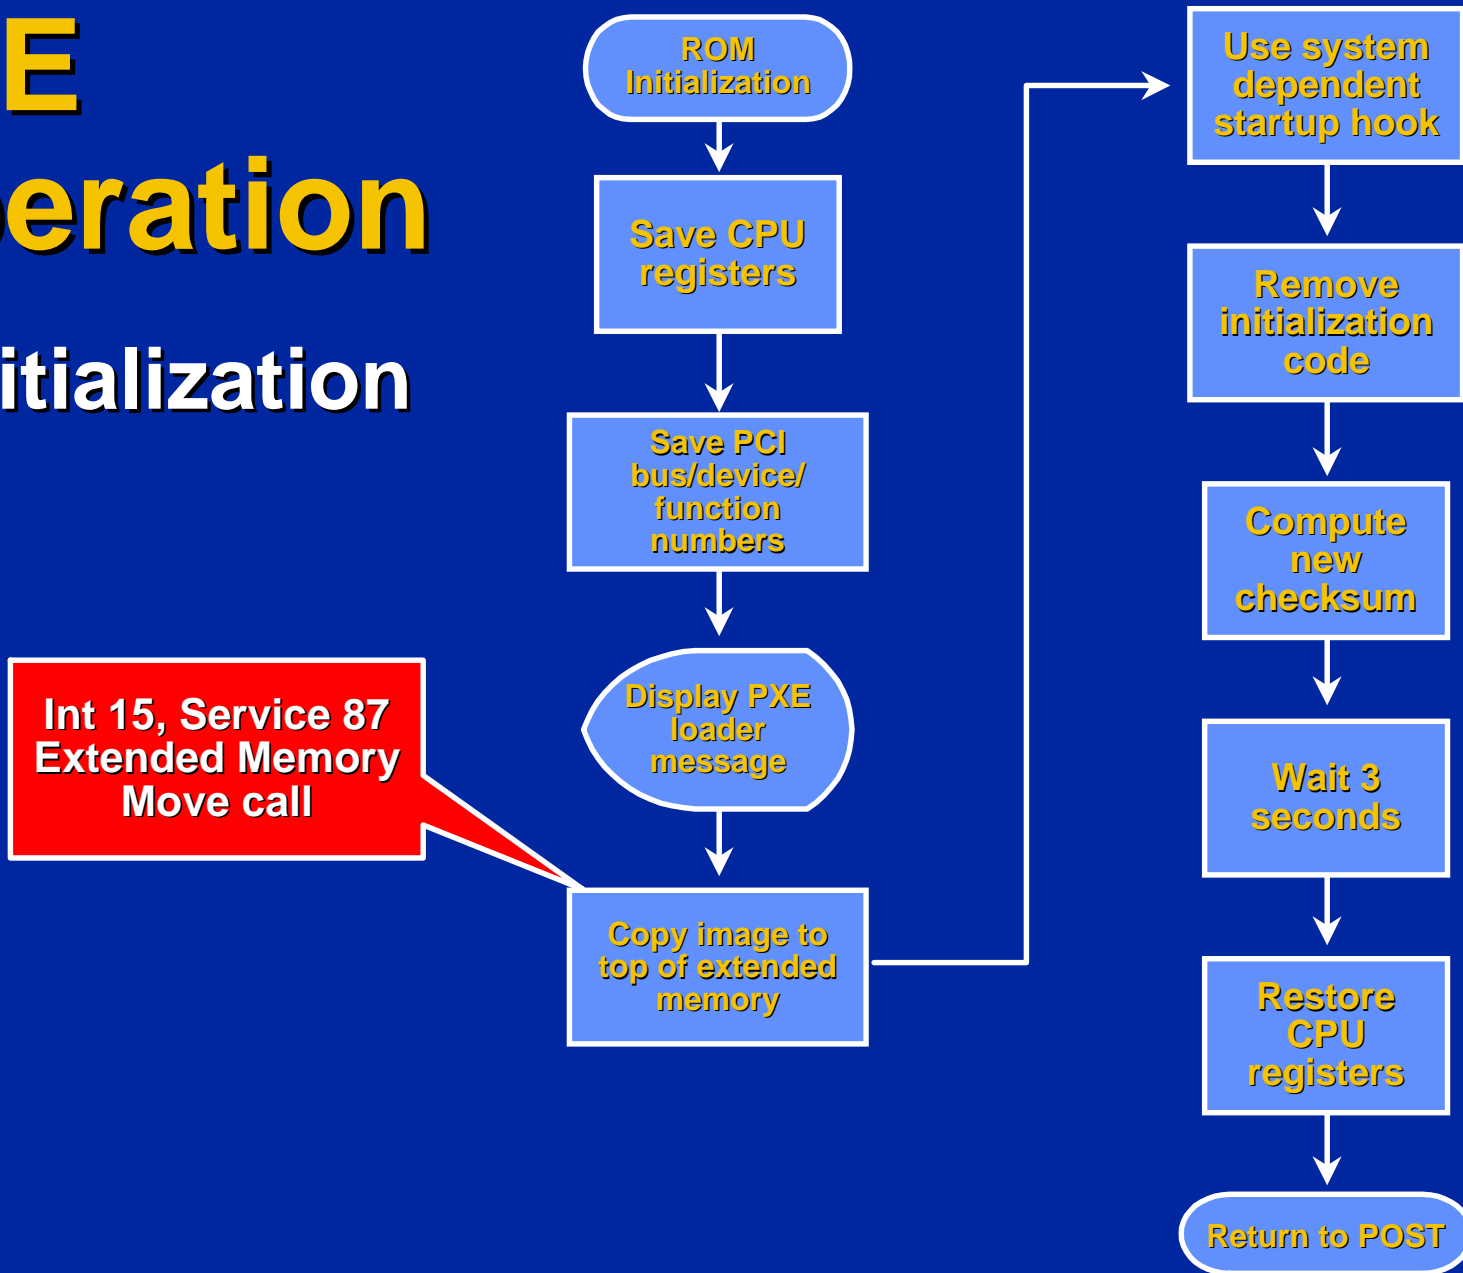 E
eration
itialization
ROM
Initialization
Save CPU
registers
Save PCI
bus/device/
function
numbers
Display PXE
loader
message
Int 15, Service 87
Extended Memory
Move call
Copy image to
top of extended
memory
Use system
dependent
startup hook
Remove
initialization
code
Compute
new
checksum
Wait 3
seconds
Restore
CPU
registers
Return to POST